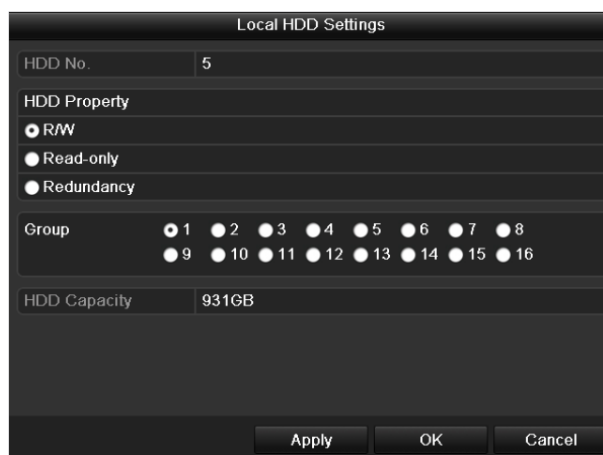 Local HDD Settings
HDD No. 5
HDD Property
R/W
Read-only
Redundancy
Group 1 2 3 4 5 6 7 8
9 10 11 12 13 14 15 16
HDD Capacity 931GB
Apply OK Cancel